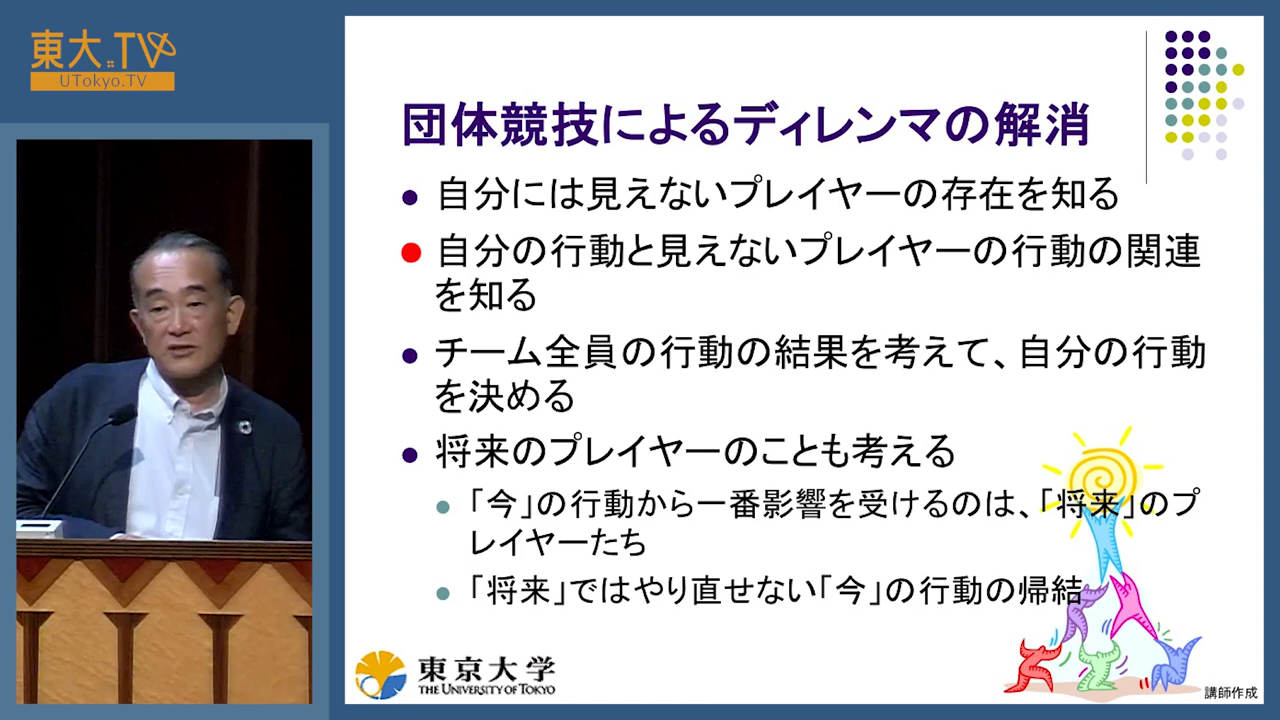 東大.TV
UTokyo.TV
団体競技によるディレンマの解消
自分には見えないプレイヤーの存在を知る
自分の行動と見えないプレイヤーの行動の関連
を知る
チーム全員の行動の結果を考えて、自分の行動
を決める
将来のプレイヤーのことも考える
「今」の行動から一番影響を受けるのは、「将来」のプ
レイヤーたち
「将来」ではやり直せない「今」の行動の帰結
東京大学
THE UNIVERSITY OF TOKYO
講師作成